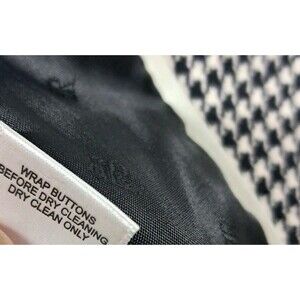 WRAP BUTTONS
BEFORE DRY CLEANING
DRY CLEAN ONLY